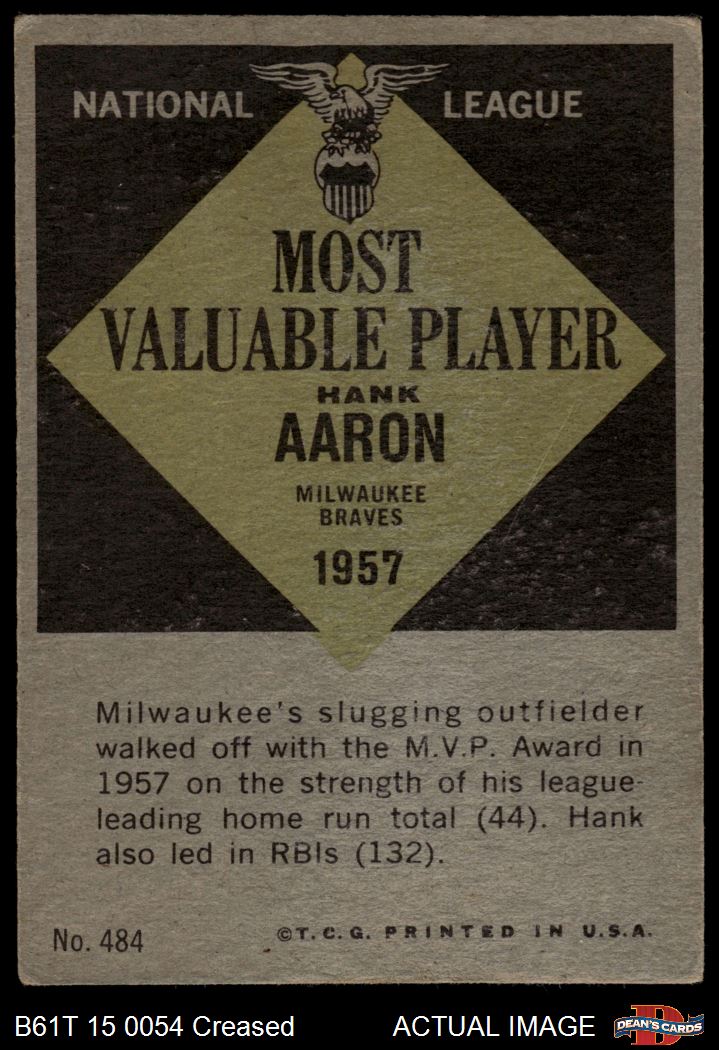 NATIONAL LEAGUE
MOST
VALUABLE PLAYER
HANK
AARON
MILWAUKEE
BRAVES
1957
Milwaukee's slugging outfielder
walked off with the M.V.P. Award in
1957 on the strength of his league-
leading home run total (44). Hank
also led in RBIs (132).
No. 484 ©T.C.G. PRINTED IN U.S.A.
B61T 15 0054 Creased ACTUAL IMAGE D DEAN'S CARDS